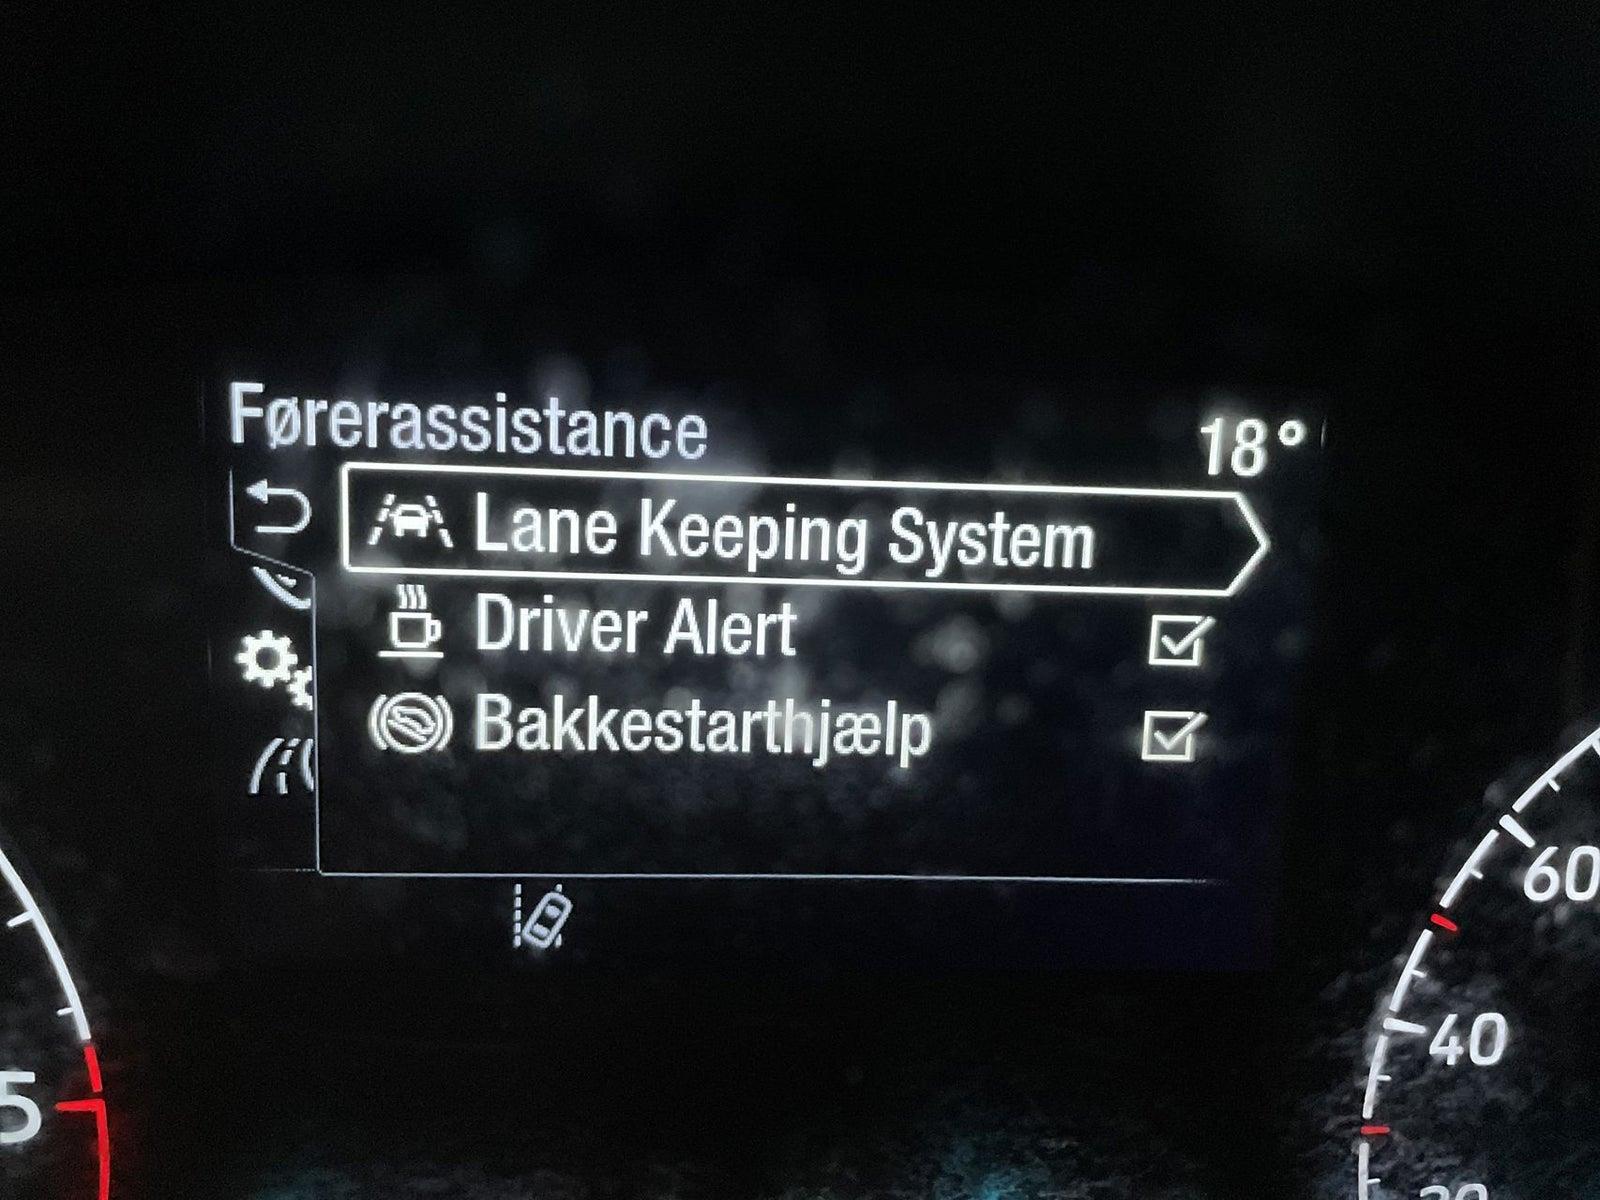 Førerassistance
18°
Lane Keeping System
Driver Alert
Bakkestarthjælp
60
40
5